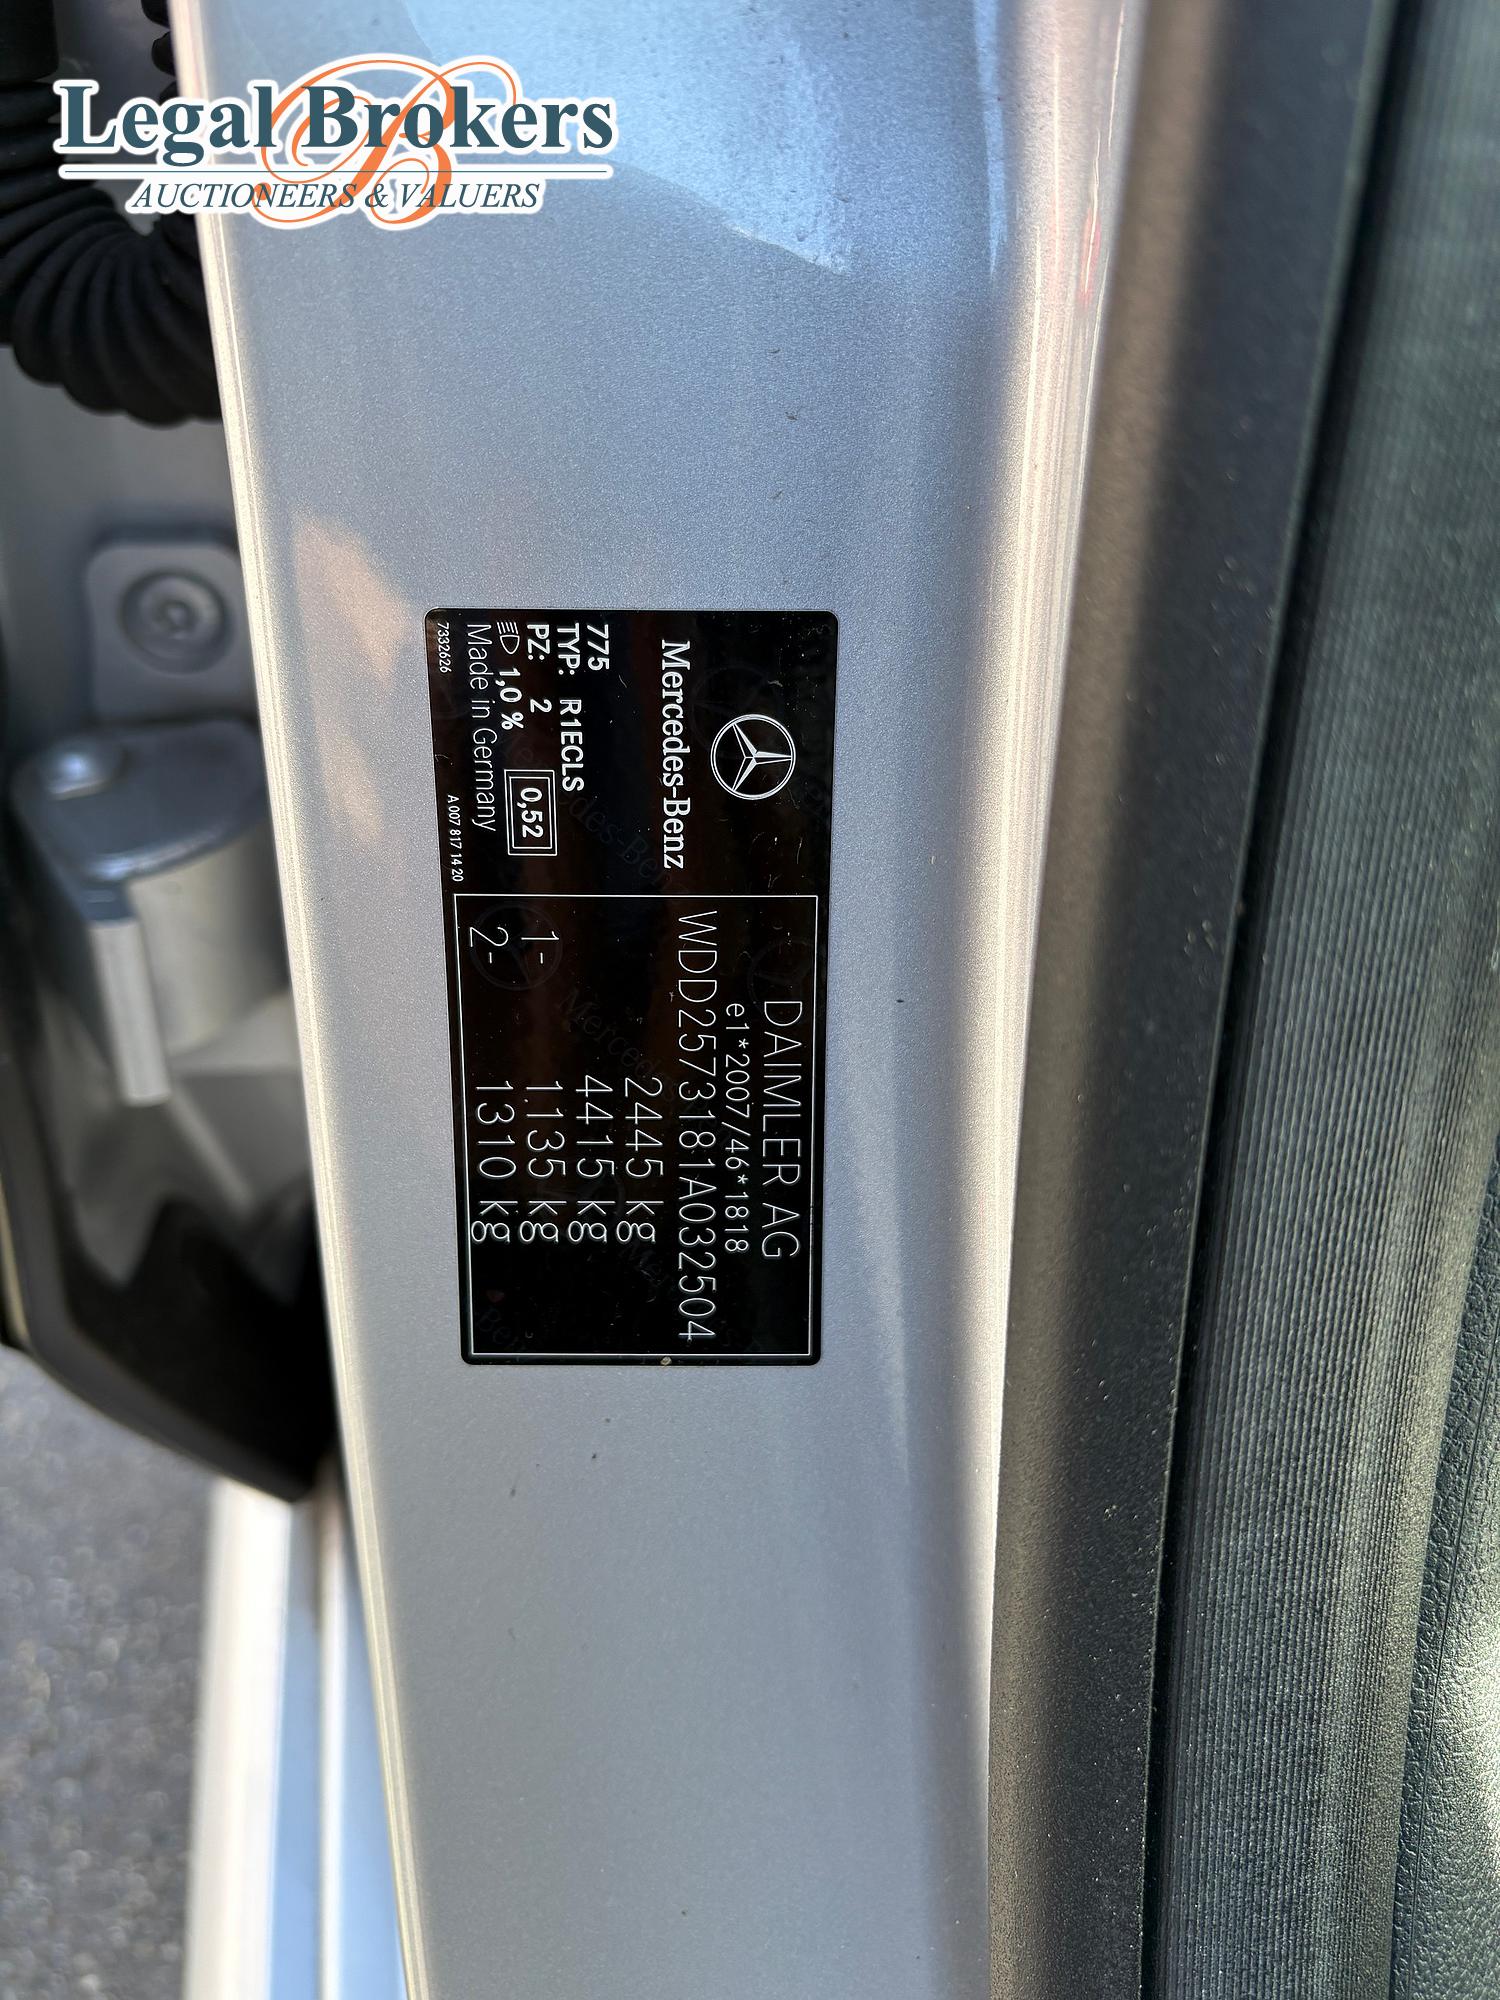 Legal Brokers
AUCTIONEERS & VALUERS
Mercedes-Benz
775
TYP: R1ECLS
PZ: 2
1,0 %
0,52
Made in Germany
7332626
A 007 817 14 20
DAIMLER AG
e1*2007/46*1818
WDD2573181A032504
2445 kg
4415 kg
1- 1135 kg
2- 1310 kg